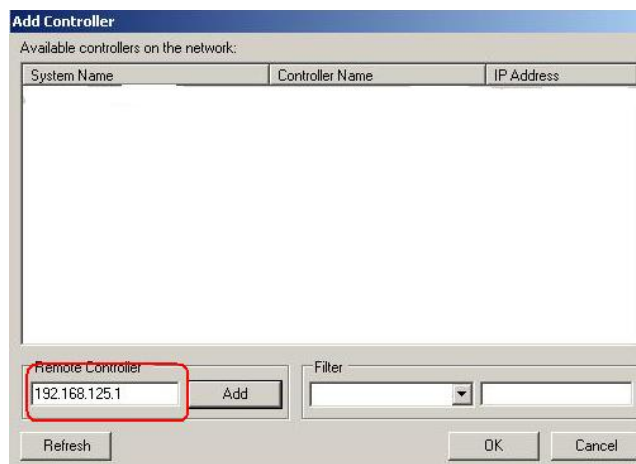 Add Controller
Available controllers on the network:
System Name Controller Name IP Address
Remote Controller Filter
192.168.125.1 Add
Refresh OK Cancel